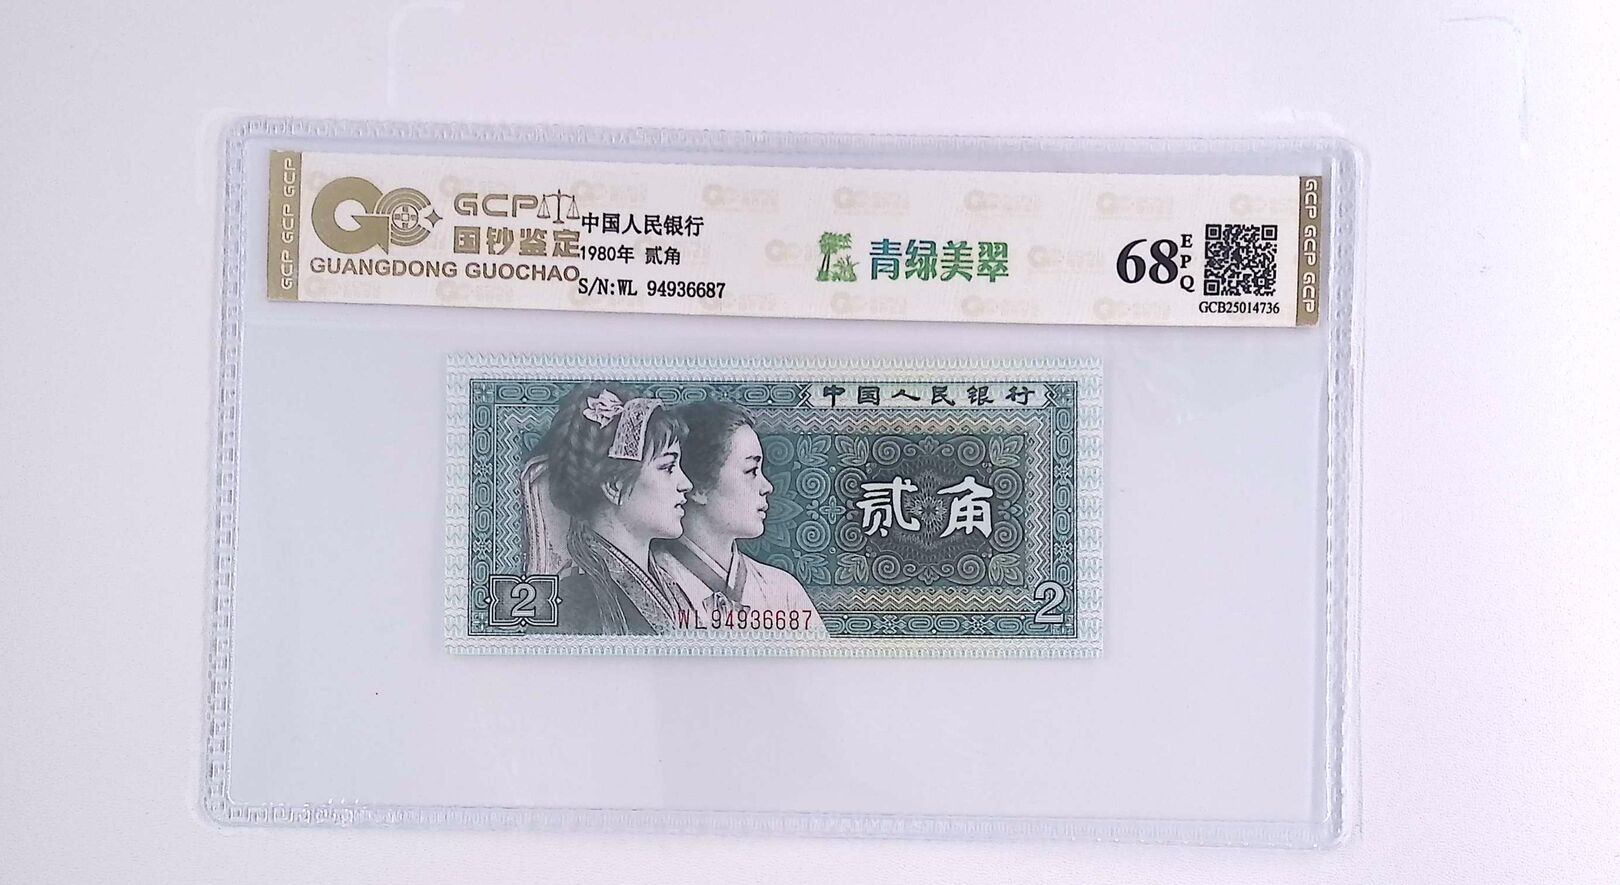 GCP GCP GCP
GCP
国钞鉴定
GUANGDONG GUOCHAO
中国人民银行
1980年 贰角
S/N:WL 94936687
青绿美翠
68
EPQ
GCB25014736
GCP GCP GCP
中国人民银行
贰角
2
WL94936687
2